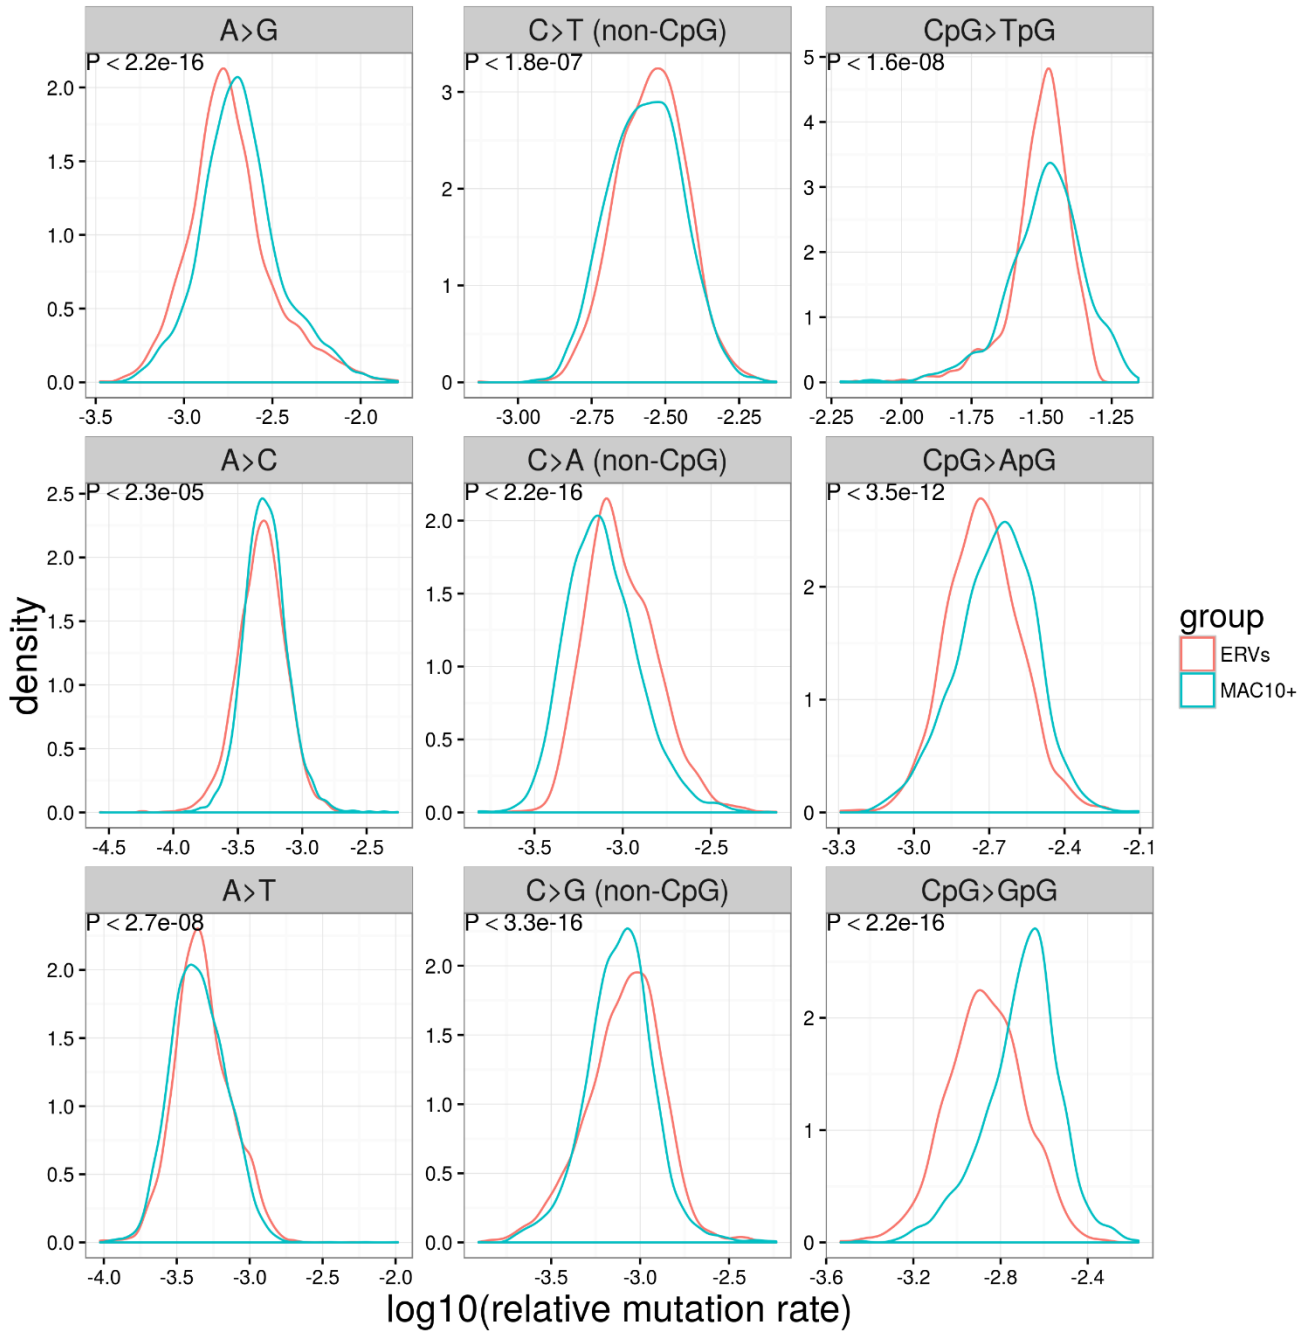 A>G
C>T (non-CpG)
CpG>TpG
P < 2.2e-16
P < 1.8e-07
P < 1.6e-08
2.0
1.5
1.0
0.5
0.0
3
2
1
0
5
4
3
2
1
0
-3.5 -3.0 -2.5 -2.0
-3.00 -2.75 -2.50 -2.25
-2.25 -2.00 -1.75 -1.50 -1.25
A>C
C>A (non-CpG)
CpG>ApG
P < 2.3e-05
P < 2.2e-16
P < 3.5e-12
2.5
2.0
1.5
1.0
0.5
0.0
2.0
1.5
1.0
0.5
0.0
2
1
0
-4.5 -4.0 -3.5 -3.0 -2.5
-3.5 -3.0 -2.5
-3.3 -3.0 -2.7 -2.4 -2.1
A>T
C>G (non-CpG)
CpG>GpG
P < 2.7e-08
P < 3.3e-16
P < 2.2e-16
2.0
1.5
1.0
0.5
0.0
2.0
1.5
1.0
0.5
0.0
2
1
0
-4.0 -3.5 -3.0 -2.5 -2.0
-3.5 -3.0 -2.5
-3.6 -3.2 -2.8 -2.4
density
log10(relative mutation rate)
group
ERVs
MAC10+